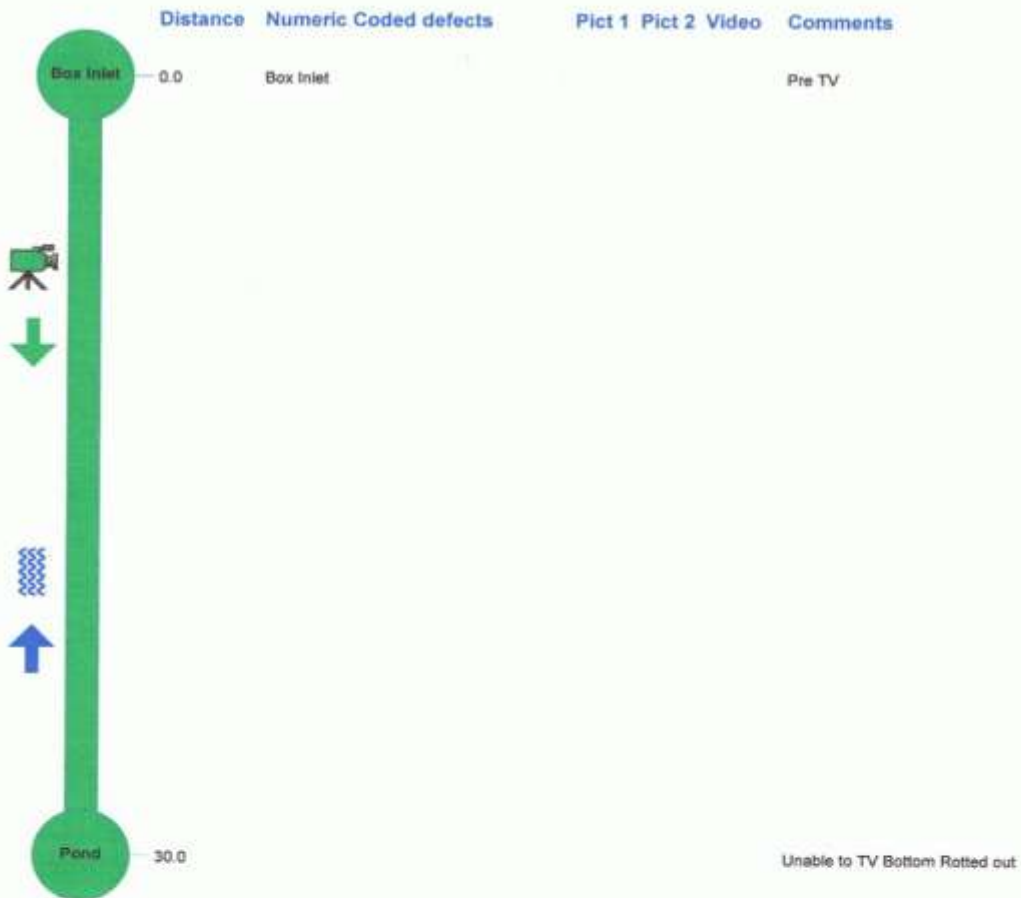 Distance Numeric Coded defects Pict 1 Pict 2 Video Comments
Box Inlet 0.0 Box Inlet Pre TV
Pond 30.0 Unable to TV Bottom Rotted out